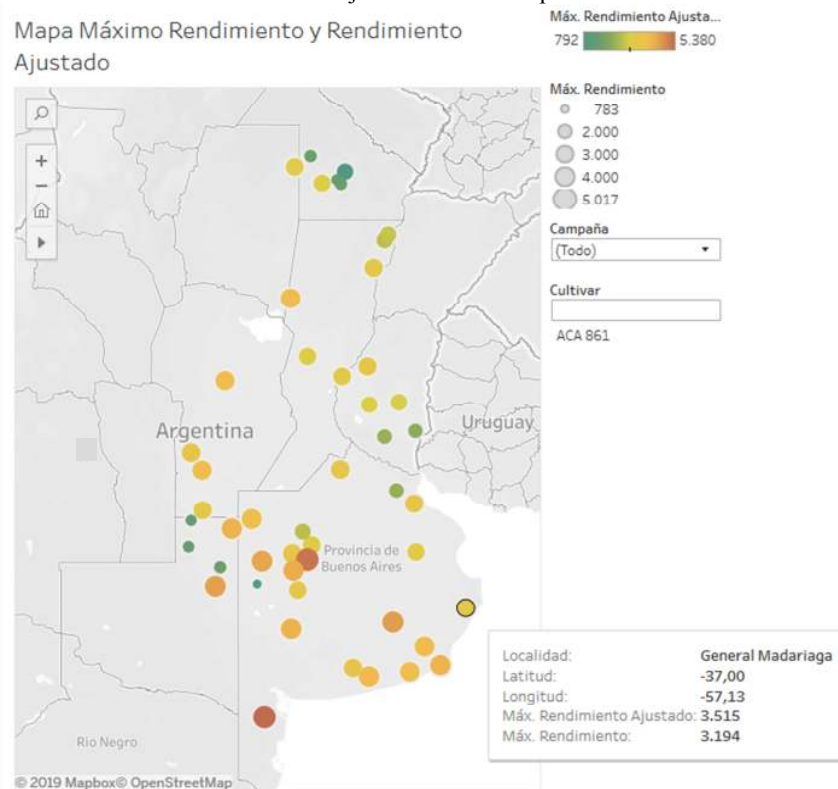 Mapa Máximo Rendimiento y Rendimiento
Ajustado
Máx. Rendimiento Ajusta...
792
5.380
Máx. Rendimiento
783
2.000
3.000
4.000
5.017
Campaña
(Todo)
Cultivar
ACA 861
Argentina
Uruguay
Provincia de
Buenos Aires
Rio Negro
Localidad: General Madariaga
Latitud: -37,00
Longitud: -57,13
Máx. Rendimiento Ajustado: 3.515
Máx. Rendimiento: 3.194
© 2019 Mapbox© OpenStreetMap